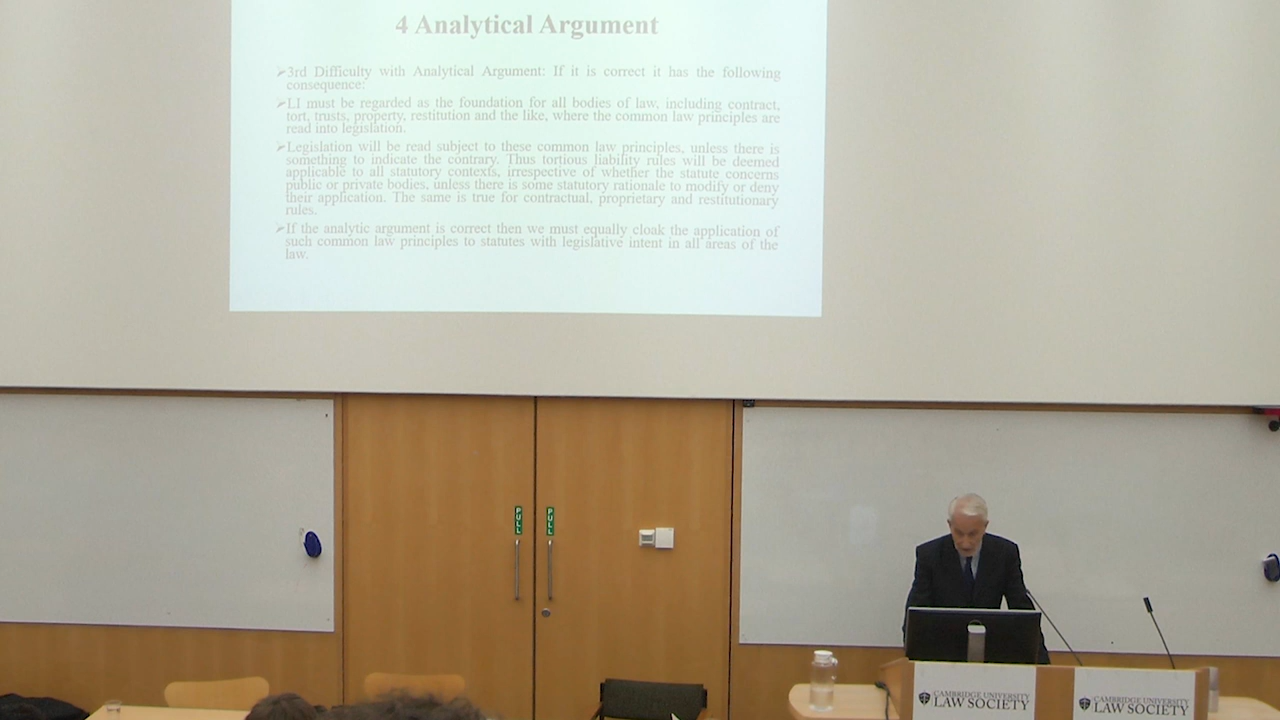 4 Analytical Argument
➢3rd Difficulty with Analytical Argument: If it is correct it has the following
consequence:
➢LI must be regarded as the foundation for all bodies of law, including contract,
tort, trusts, property, restitution and the like, where the common law principles are
read into legislation.
➢Legislation will be read subject to these common law principles, unless there is
something to indicate the contrary. Thus tortious liability rules will be deemed
applicable to all statutory contexts, irrespective of whether the statute concerns
public or private bodies, unless there is some statutory rationale to modify or deny
their application. The same is true for contractual, proprietary and restitutionary
rules.
➢If the analytic argument is correct then we must equally cloak the application of
such common law principles to statutes with legislative intent in all areas of the
law.
PULL
PULL
CAMBRIDGE UNIVERSITY
LAW SOCIETY
CAMBRIDGE UNIVERSITY
LAW SOCIETY